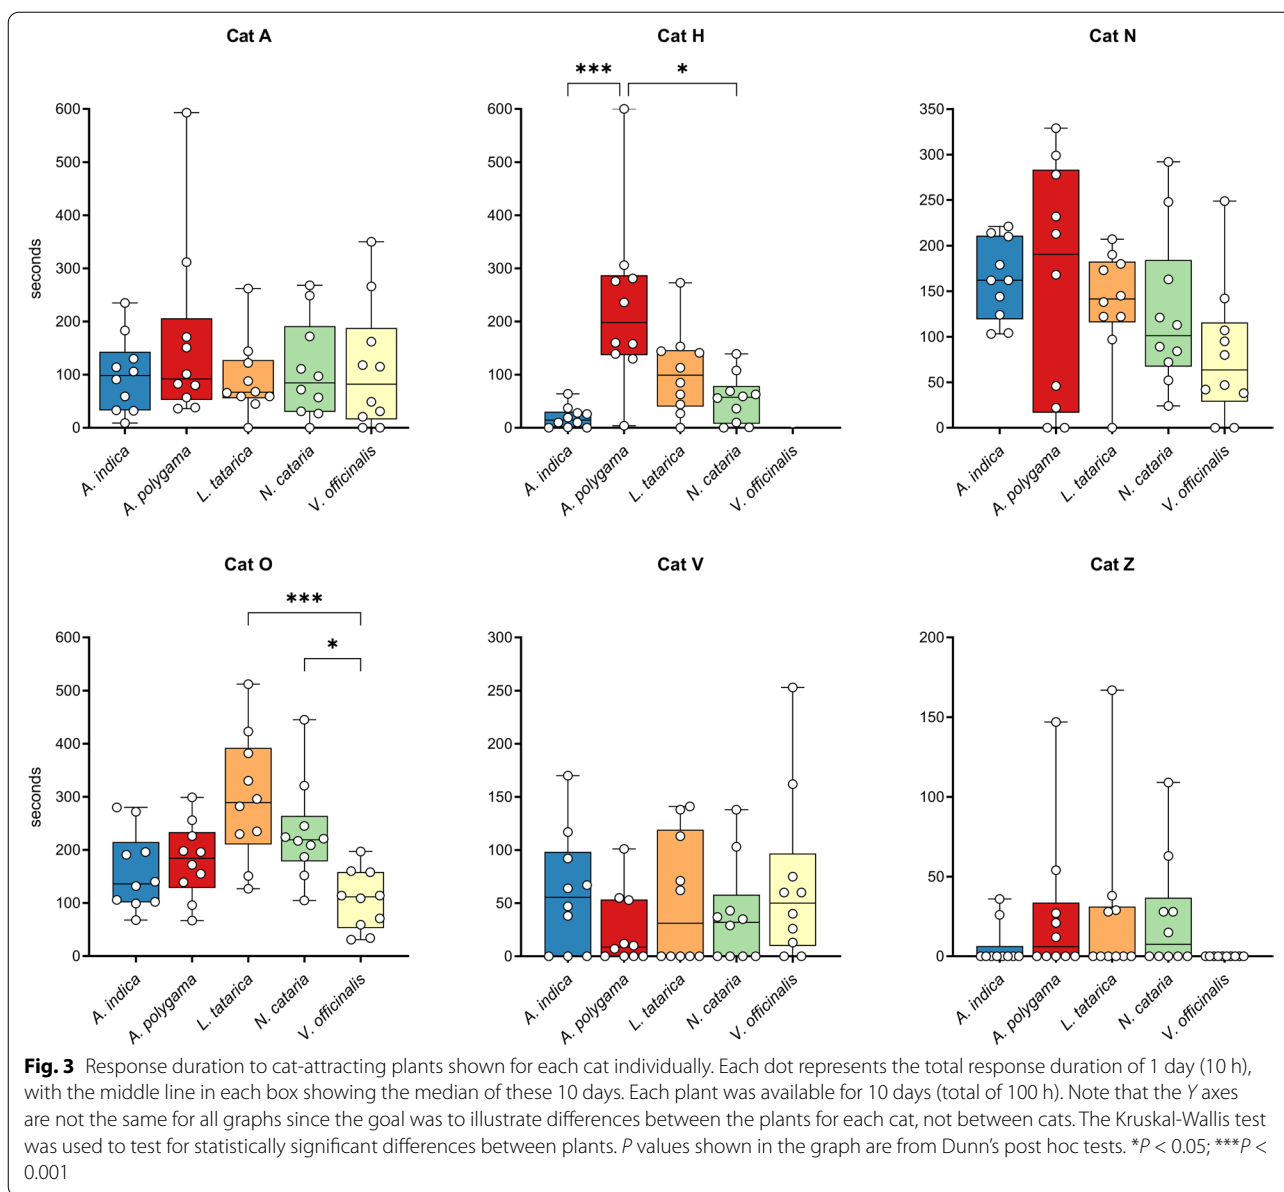 Cat A
Cat H
Cat N
*** *
600 500 400 300 200 100 0
seconds
A. indica A. polygama L. tatarica N. cataria V. officinalis
600 500 400 300 200 100 0
A. indica A. polygama L. tatarica N. cataria V. officinalis
350 300 250 200 150 100 50 0
A. indica A. polygama L. tatarica N. cataria V. officinalis
Cat O
Cat V
Cat Z
***
*
600 500 400 300 200 100 0
seconds
A. indica A. polygama L. tatarica N. cataria V. officinalis
300 250 200 150 100 50 0
A. indica A. polygama L. tatarica N. cataria V. officinalis
200 150 100 50 0
A. indica A. polygama L. tatarica N. cataria V. officinalis
Fig. 3 Response duration to cat-attracting plants shown for each cat individually. Each dot represents the total response duration of 1 day (10 h),
with the middle line in each box showing the median of these 10 days. Each plant was available for 10 days (total of 100 h). Note that the Y axes
are not the same for all graphs since the goal was to illustrate differences between the plants for each cat, not between cats. The Kruskal-Wallis test
was used to test for statistically significant differences between plants. P values shown in the graph are from Dunn's post hoc tests. *P < 0.05; ***P <
0.001